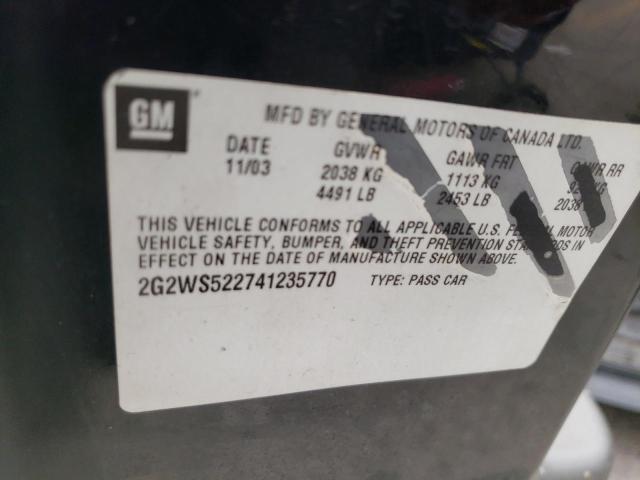 GM
MFD BY GENERAL MOTORS OF CANADA LTD.
DATE GVWR GAWR FRT GAWR RR
11/03 2038 KG 1113 KG KG
4491 LB 2453 LB 2038
THIS VEHICLE CONFORMS TO ALL APPLICABLE U.S. FEDERAL MOTOR
VEHICLE SAFETY, BUMPER, AND THEFT PREVENTION STANDARDS IN
EFFECT ON THE DATE OF MANUFACTURE SHOWN ABOVE.
2G2WS522741235770 TYPE: PASS CAR